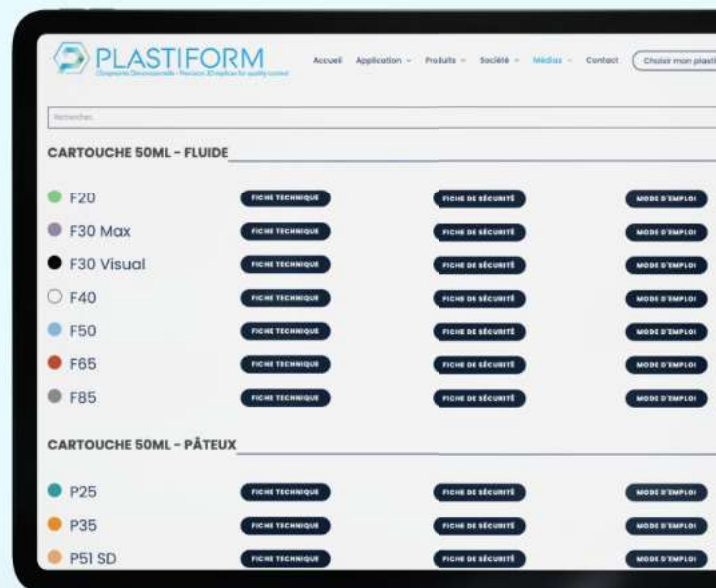 PLASTIFORM
Accueil Application Produits Société Médias Contact Choisir mon plasti
Rechercher...
CARTOUCHE 50ML - FLUIDE
F20 FICHE TECHNIQUE FICHE DE SÉCURITÉ MODE D'EMPLOI
F30 Max FICHE TECHNIQUE FICHE DE SÉCURITÉ MODE D'EMPLOI
F30 Visual FICHE TECHNIQUE FICHE DE SÉCURITÉ MODE D'EMPLOI
F40 FICHE TECHNIQUE FICHE DE SÉCURITÉ MODE D'EMPLOI
F50 FICHE TECHNIQUE FICHE DE SÉCURITÉ MODE D'EMPLOI
F65 FICHE TECHNIQUE FICHE DE SÉCURITÉ MODE D'EMPLOI
F85 FICHE TECHNIQUE FICHE DE SÉCURITÉ MODE D'EMPLOI
CARTOUCHE 50ML - PÂTEUX
P25 FICHE TECHNIQUE FICHE DE SÉCURITÉ MODE D'EMPLOI
P35 FICHE TECHNIQUE FICHE DE SÉCURITÉ MODE D'EMPLOI
P51 SD FICHE TECHNIQUE FICHE DE SÉCURITÉ MODE D'EMPLOI